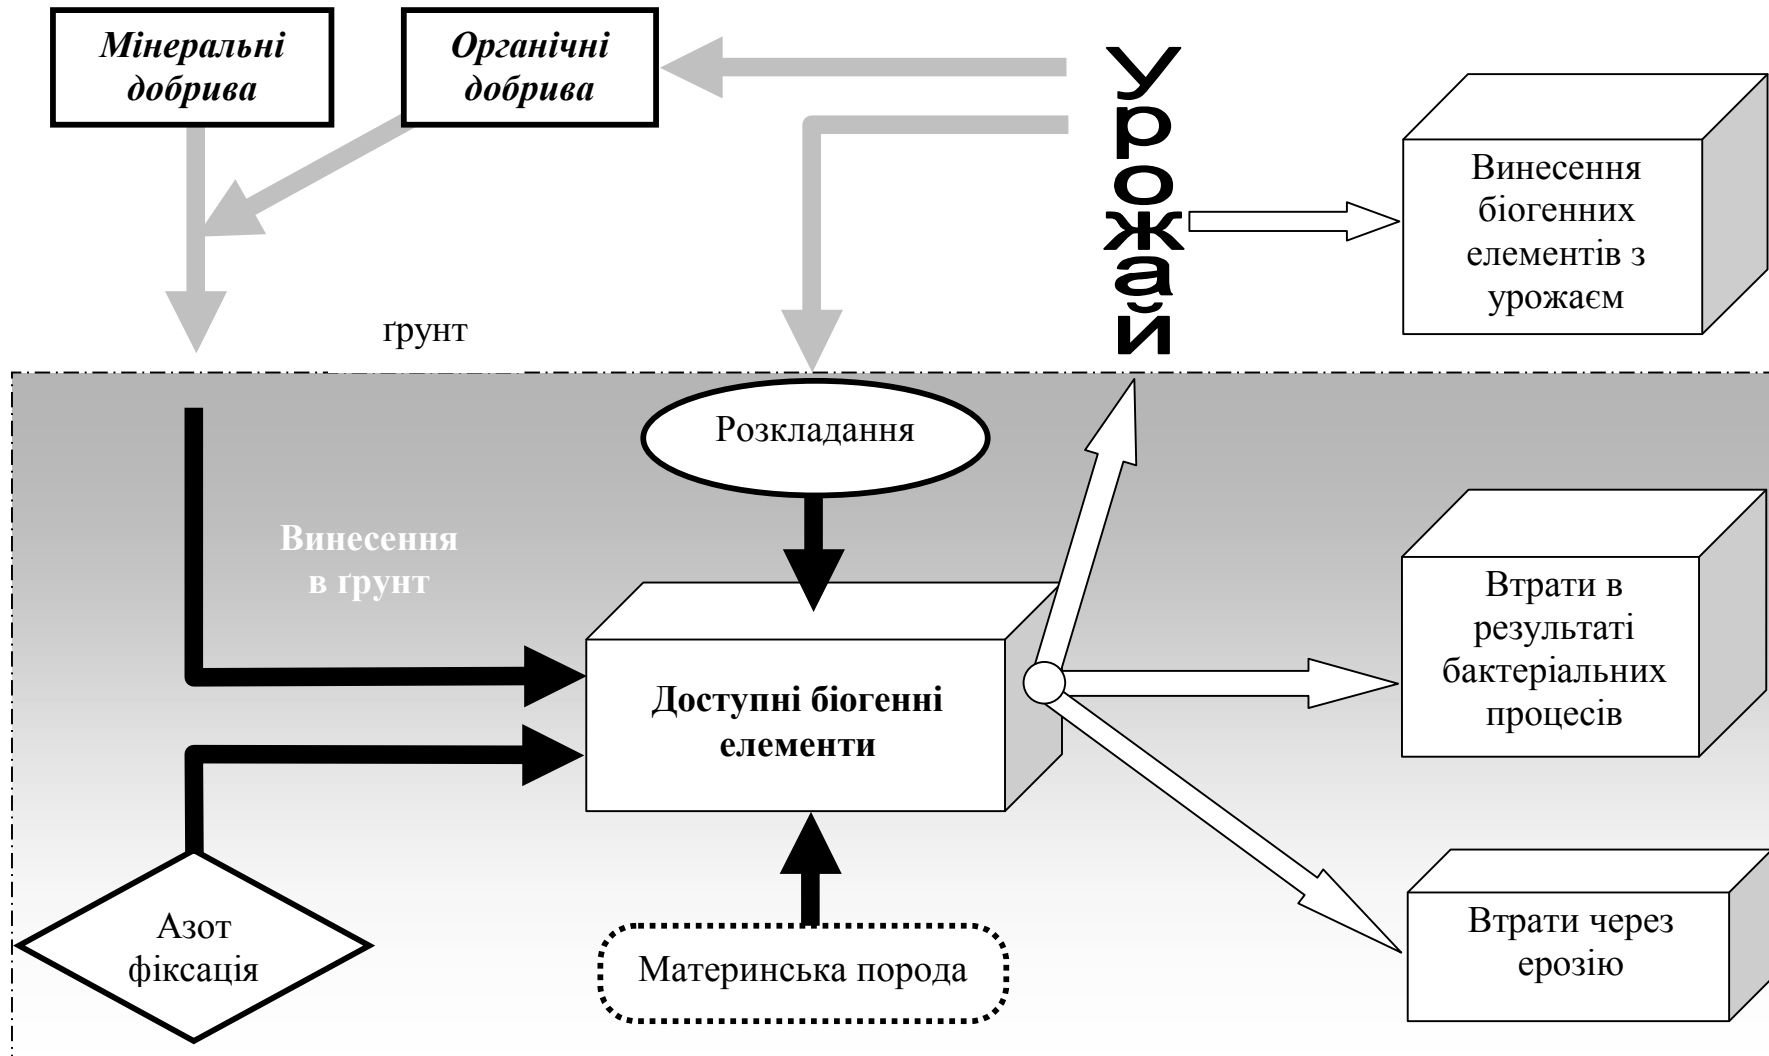 Мінеральні
добрива
Органічні
добрива
Урожай
Винесення
біогенних
елементів з
урожаєм
ґрунт
Розкладання
Винесення
в ґрунт
Доступні біогенні
елементи
Втрати в
результаті
бактеріальних
процесів
Азот
фіксація
Материнська порода
Втрати через
ерозію